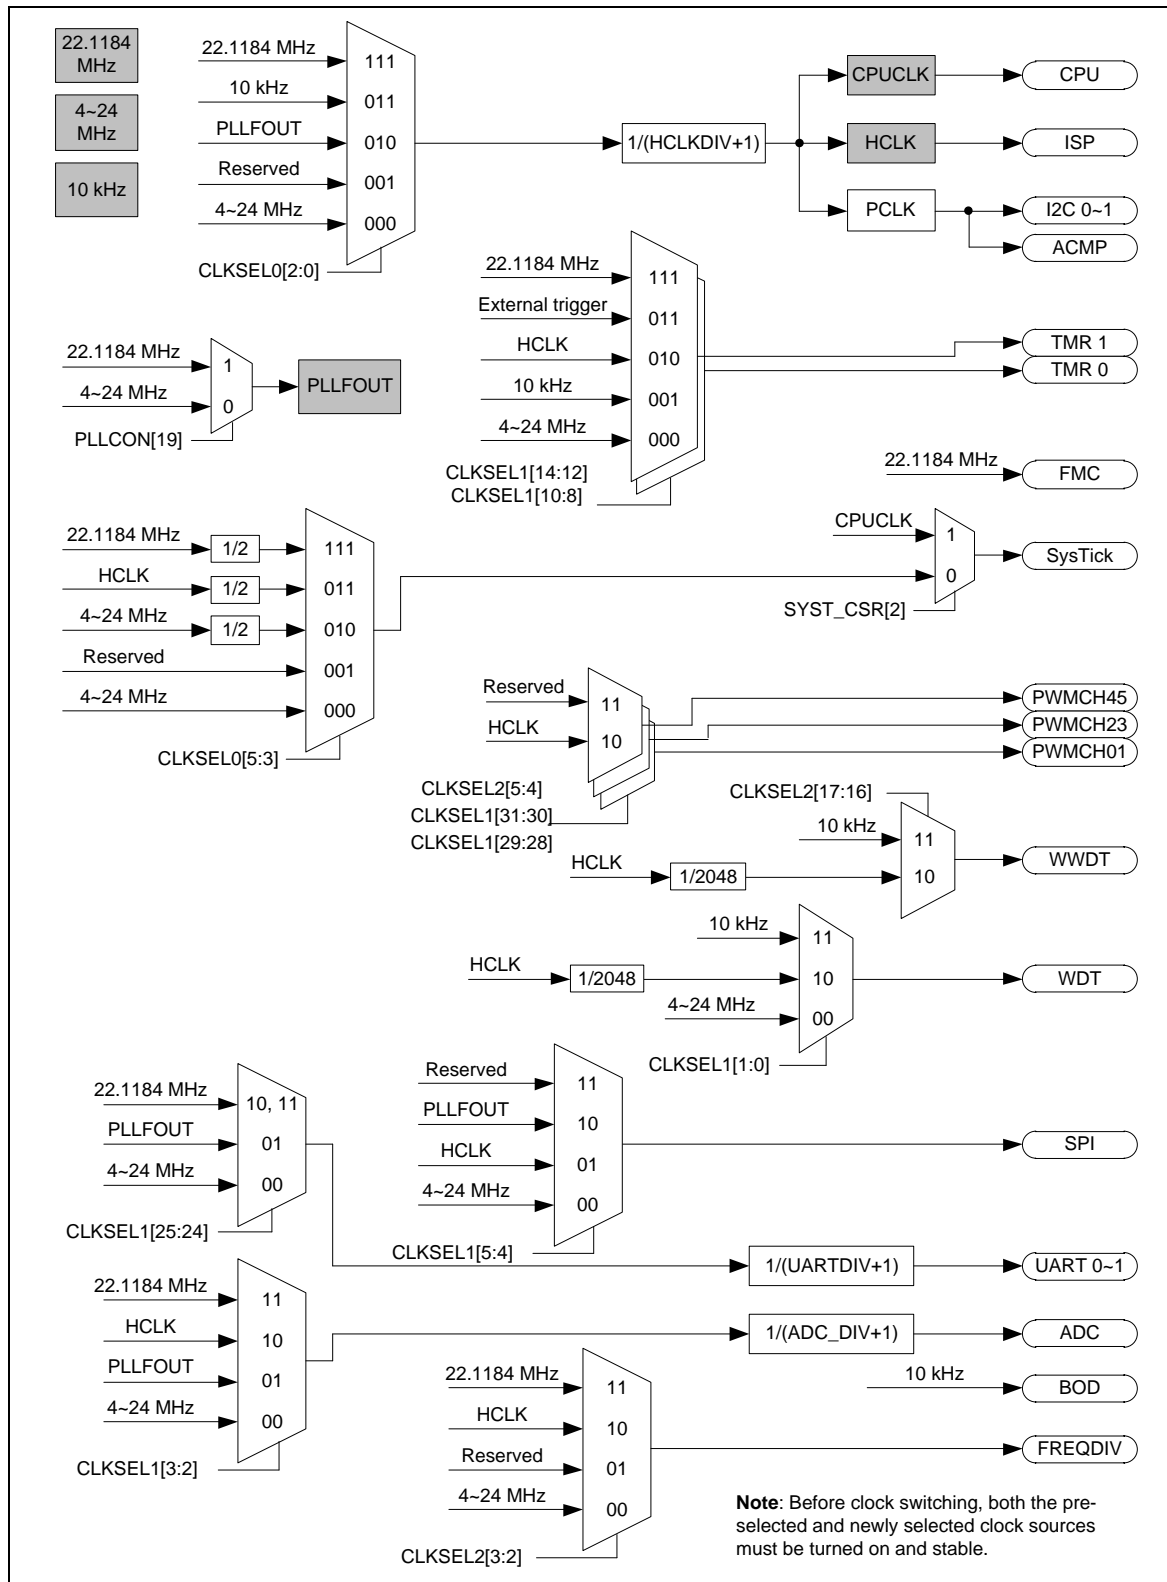 22.1184
MHz
4~24
MHz
10 kHz
22.1184 MHz
111
10 kHz
011
PLLFOUT
010
Reserved
001
4~24 MHz
000
CLKSEL0[2:0]
1/(HCLKDIV+1)
CPUCLK
CPU
HCLK
ISP
PCLK
I2C 0~1
ACMP
22.1184 MHz
111
External trigger
011
HCLK
010
10 kHz
001
4~24 MHz
000
CLKSEL1[14:12]
CLKSEL1[10:8]
TMR 1
TMR 0
22.1184 MHz
1
4~24 MHz
0
PLLCON[19]
PLLFOUT
22.1184 MHz
FMC
22.1184 MHz
1/2
111
HCLK
1/2
011
4~24 MHz
1/2
010
Reserved
001
4~24 MHz
000
CLKSEL0[5:3]
CPUCLK
1
0
SYST_CSR[2]
SysTick
Reserved
11
HCLK
10
CLKSEL2[5:4]
CLKSEL1[31:30]
CLKSEL1[29:28]
PWMCH45
PWMCH23
PWMCH01
CLKSEL2[17:16]
10 kHz
11
HCLK
1/2048
10
WWDT
10 kHz
11
HCLK
1/2048
10
4~24 MHz
00
CLKSEL1[1:0]
WDT
Reserved
11
PLLFOUT
10
HCLK
01
4~24 MHz
00
CLKSEL1[5:4]
SPI
22.1184 MHz
10, 11
PLLFOUT
01
4~24 MHz
00
CLKSEL1[25:24]
1/(UARTDIV+1)
UART 0~1
22.1184 MHz
11
HCLK
10
PLLFOUT
01
4~24 MHz
00
CLKSEL1[3:2]
1/(ADC_DIV+1)
ADC
10 kHz
BOD
22.1184 MHz
11
HCLK
10
Reserved
01
4~24 MHz
00
CLKSEL2[3:2]
FREQDIV
Note: Before clock switching, both the pre-
selected and newly selected clock sources
must be turned on and stable.